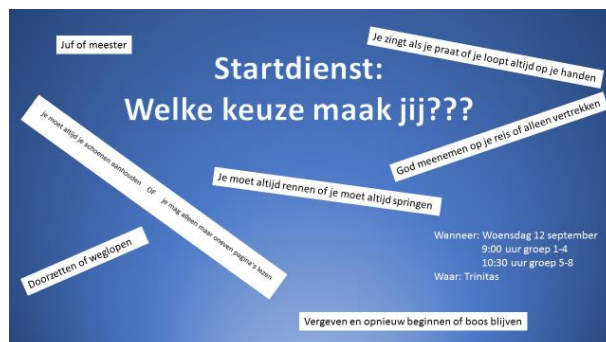 Juf of meester
Je zingt als je praat of je loopt altijd op je handen
Startdienst:
Welke keuze maak jij???
God meenemen op je reis of alleen vertrekken
je moet altijd je schoenen aanhouden OF je mag alleen maar oneven pagina's lezen
Je moet altijd rennen of je moet altijd springen
Doorzetten of weglopen
Wanneer: Woensdag 12 september
9:00 uur groep 1-4
10:30 uur groep 5-8
Waar: Trinitas
Vergeven en opnieuw beginnen of boos blijven